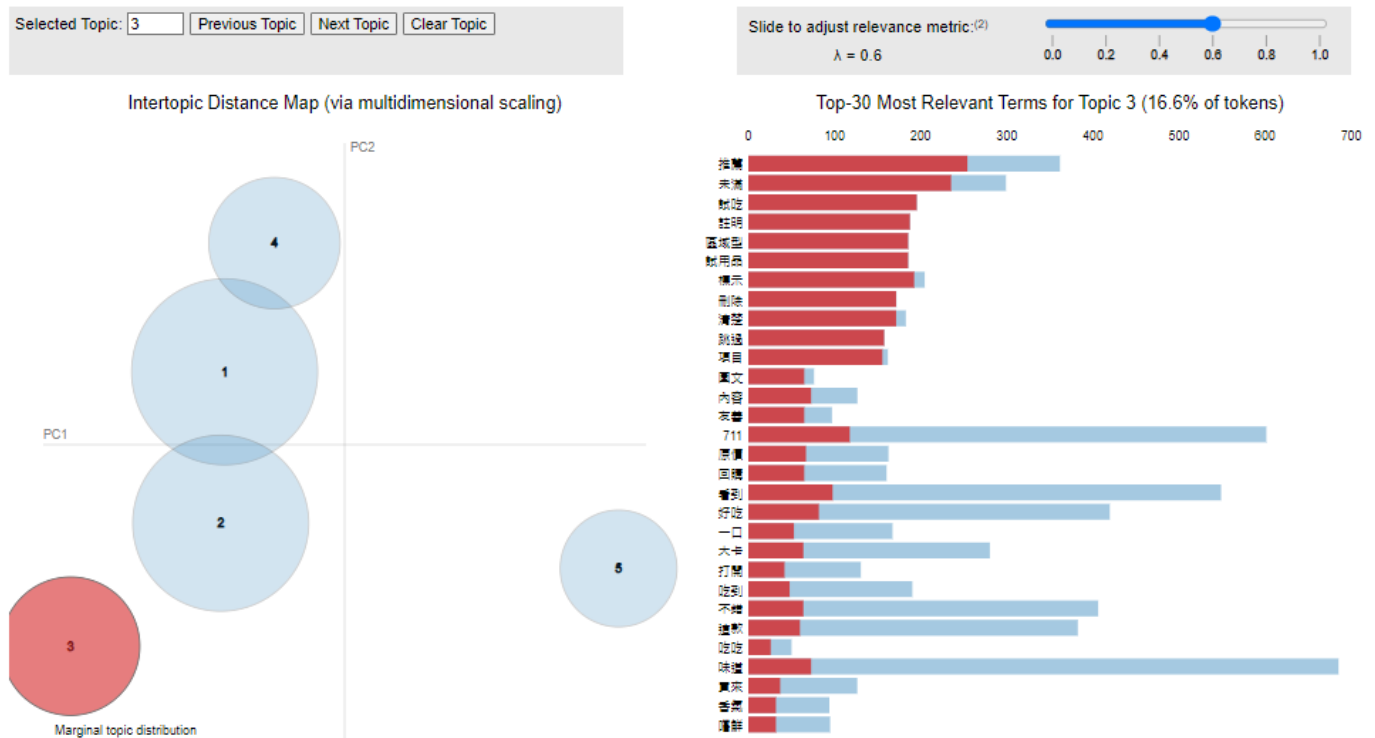 Selected Topic: 3 Previous Topic Next Topic Clear Topic
Slide to adjust relevance metric:(2)
λ = 0.6
0.0 0.2 0.4 0.6 0.8 1.0
Intertopic Distance Map (via multidimensional scaling)
PC2
PC1
4
1
2
3
5
Marginal topic distribution
Top-30 Most Relevant Terms for Topic 3 (16.6% of tokens)
0 100 200 300 400 500 600 700
推薦
未滿
試吃
註明
區域型
試用品
標示
刪除
清楚
跳過
項目
圖文
內容
友善
711
原價
回購
看到
好吃
一口
大卡
打開
吃到
不錯
這款
吃吃
味道
買來
香氣
嚐鮮